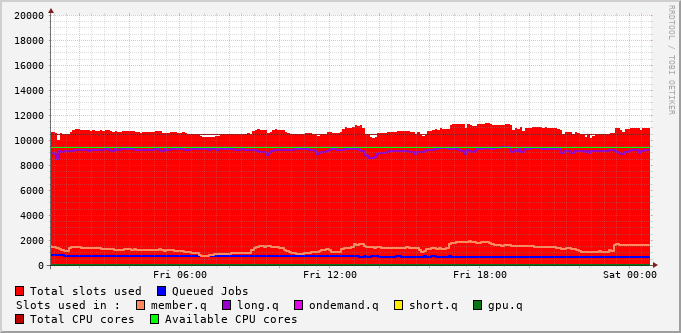 20000
18000
16000
14000
12000
10000
8000
6000
4000
2000
0
Fri 06:00 Fri 12:00 Fri 18:00 Sat 00:00
RRDTOOL / TOBI OETIKER
Total slots used Queued Jobs
Slots used in : member.q long.q ondemand.q short.q gpu.q
Total CPU cores Available CPU cores